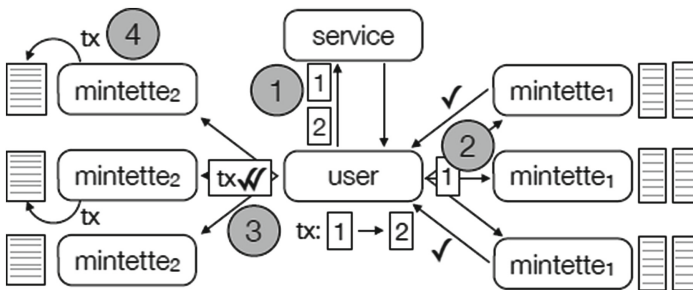 tx 4
service
mintette2
1
1
2
mintette1
2
mintette2
tx
user
1
mintette1
tx
3
tx: 1 2
mintette2
mintette1